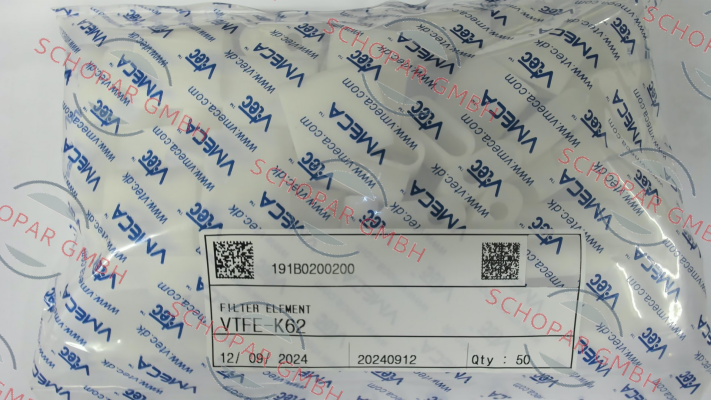 VMECA
www.vmeca.com
Vtec
www.vtec.dk
SCHOPAR GMBH
191B0200200
FILTER ELEMENT
VTFE-K62
12/ 09/ 2024
20240912
Qty : 50